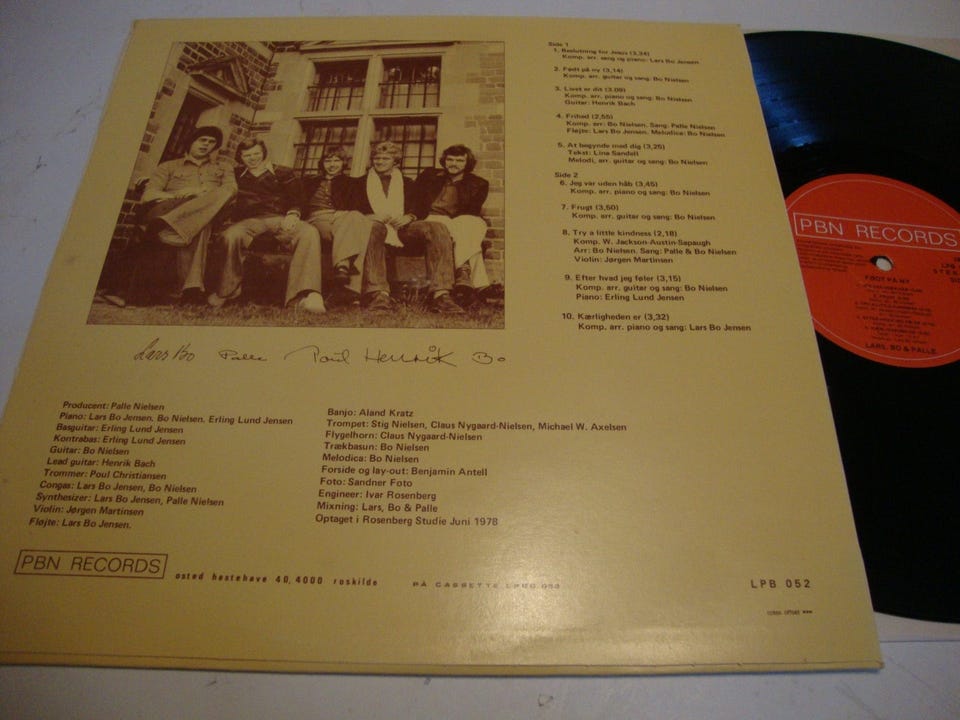 Side 1
1. Beslutning for Jesus (3,34)
Komp. arr. sang og piano: Lars Bo Jensen
2. Født på ny (3,14)
Komp. arr. guitar og sang: Bo Nielsen
3. Livet er dit (3,09)
Komp. arr. piano og sang: Bo Nielsen
Guitar: Henrik Bach
4. Frihed (2,55)
Komp. arr: Bo Nielsen. Sang: Palle Nielsen
Fløjte: Lars Bo Jensen. Melodica: Bo Nielsen
5. At begynde med dig (3,25)
Tekst: Lina Sandell
Melodi, arr. guitar og sang: Bo Nielsen
Side 2
6. Jeg var uden håb (3,45)
Komp. arr. piano og sang: Bo Nielsen
7. Frugt (3,50)
Komp. arr. guitar og sang: Bo Nielsen
8. Try a little kindness (2,18)
Komp. W. Jackson-Austin-Sapaugh
Arr: Bo Nielsen. Sang: Palle & Bo Nielsen
Violin: Jørgen Martinsen
9. Efter hvad jeg føler (3,15)
Komp. arr. guitar og sang: Bo Nielsen
Piano: Erling Lund Jensen
10. Kærligheden er (3,32)
Komp. arr. piano og sang: Lars Bo Jensen
Lars Bo Palle Poul Henrik Bo
Producent: Palle Nielsen
Piano: Lars Bo Jensen. Bo Nielsen. Erling Lund Jensen
Basguitar: Erling Lund Jensen
Kontrabas: Erling Lund Jensen
Guitar: Bo Nielsen
Lead guitar: Henrik Bach
Trommer: Poul Christiansen
Congas: Lars Bo Jensen, Bo Nielsen
Synthesizer: Lars Bo Jensen, Palle Nielsen
Violin: Jørgen Martinsen
Fløjte: Lars Bo Jensen.
Banjo: Aland Kratz
Trompet: Stig Nielsen, Claus Nygaard-Nielsen, Michael W. Axelsen
Flygelhorn: Claus Nygaard-Nielsen
Trækbasun: Bo Nielsen
Melodica: Bo Nielsen
Forside og lay-out: Benjamin Antell
Foto: Sandner Foto
Engineer: Ivar Rosenberg
Mixning: Lars, Bo & Palle
Optaget i Rosenberg Studie Juni 1978
PBN RECORDS
osted høstehave 40, 4000 roskilde
PÅ CASSETTE LPBC 052
LPB 052
PBN RECORDS
LPB
STER
FØDT PÅ NY
LARS, BO & PALLE